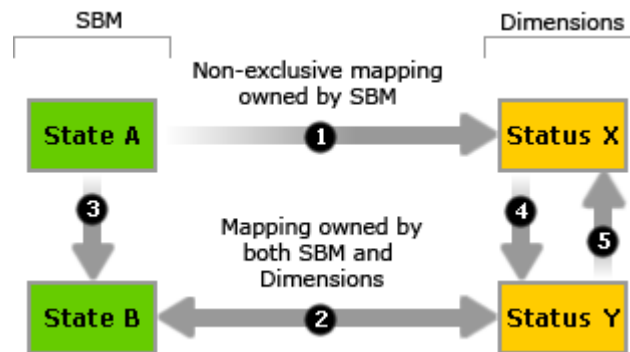 SBM
Dimensions
Non-exclusive mapping
owned by SBM
State A
1
Status X
3
4
5
Mapping owned by
both SBM and
Dimensions
State B
2
Status Y